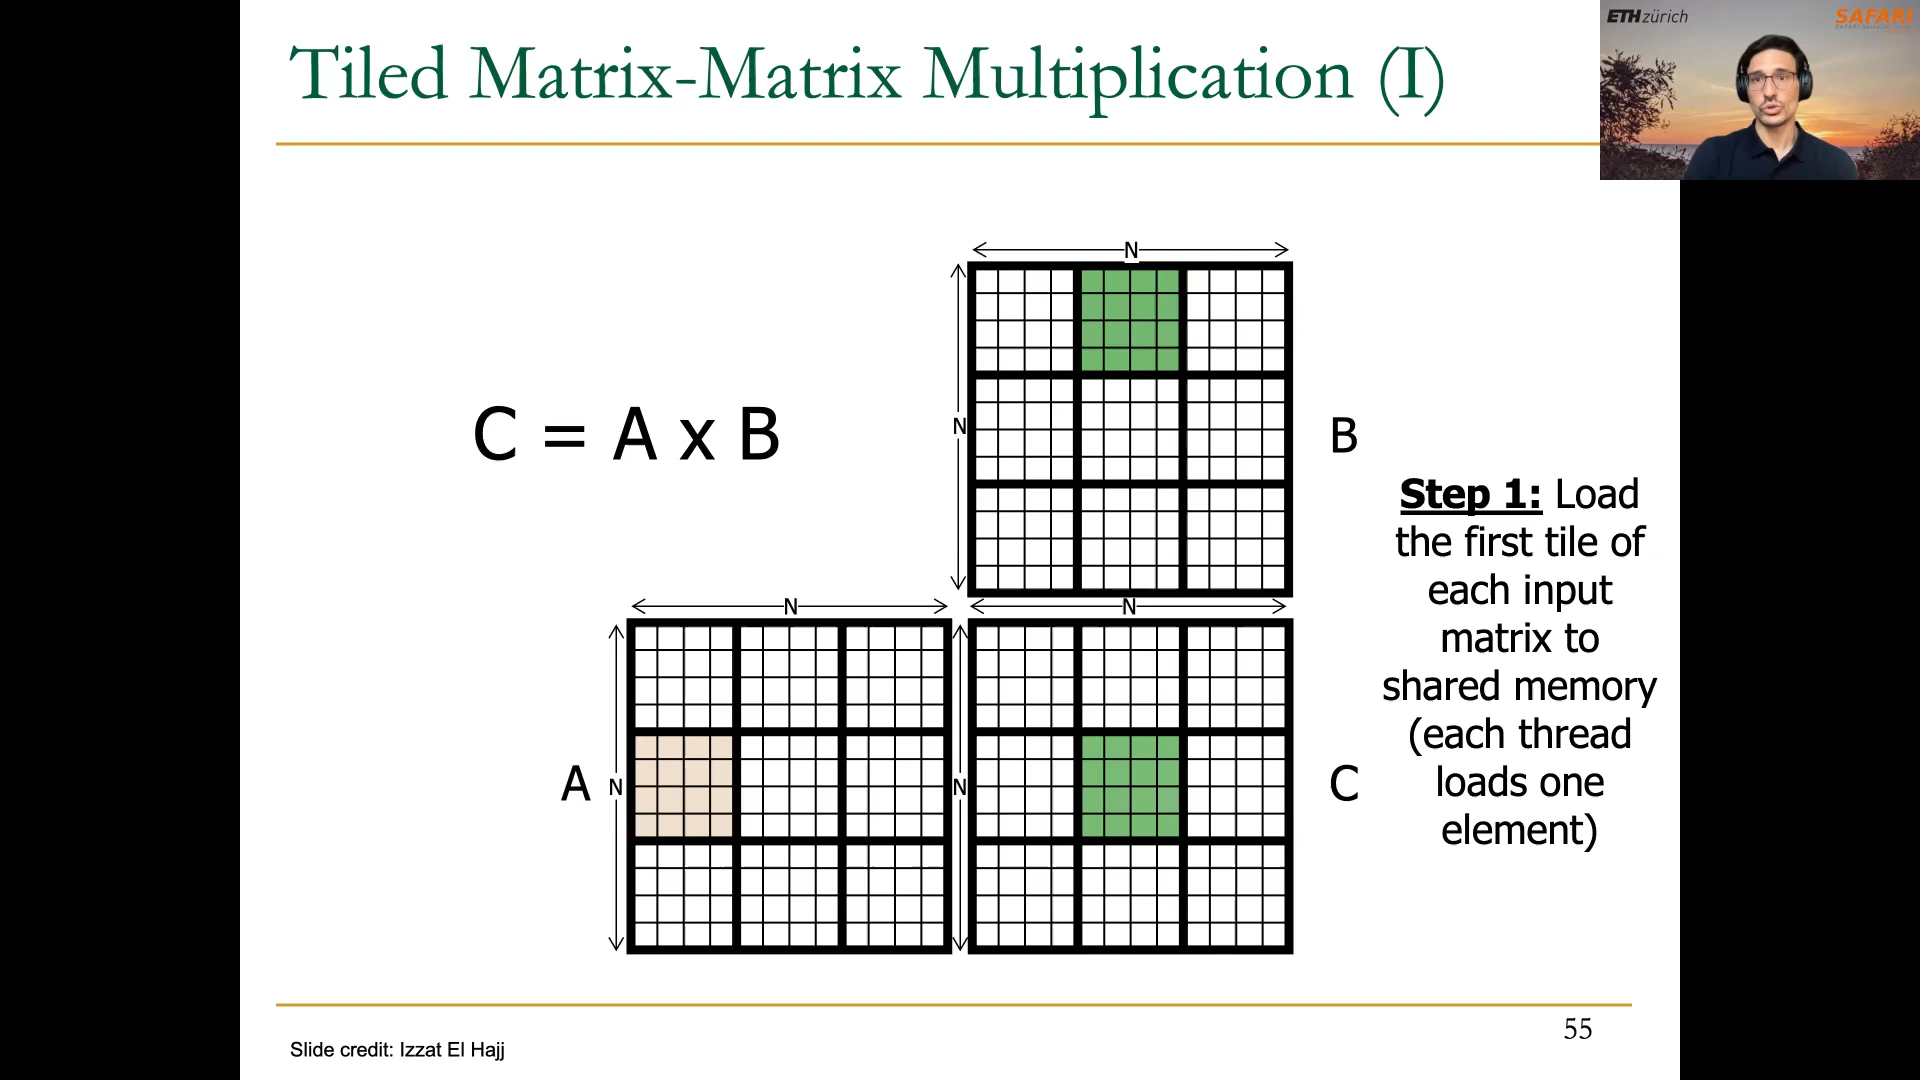 Tiled Matrix-Matrix Multiplication (I)
ETH zürich
SAFARI
N
N
C = A x B
B
Step 1: Load
the first tile of
each input
matrix to
shared memory
(each thread
loads one
element)
N
N
A
N
N
C
Slide credit: Izzat El Hajj
55